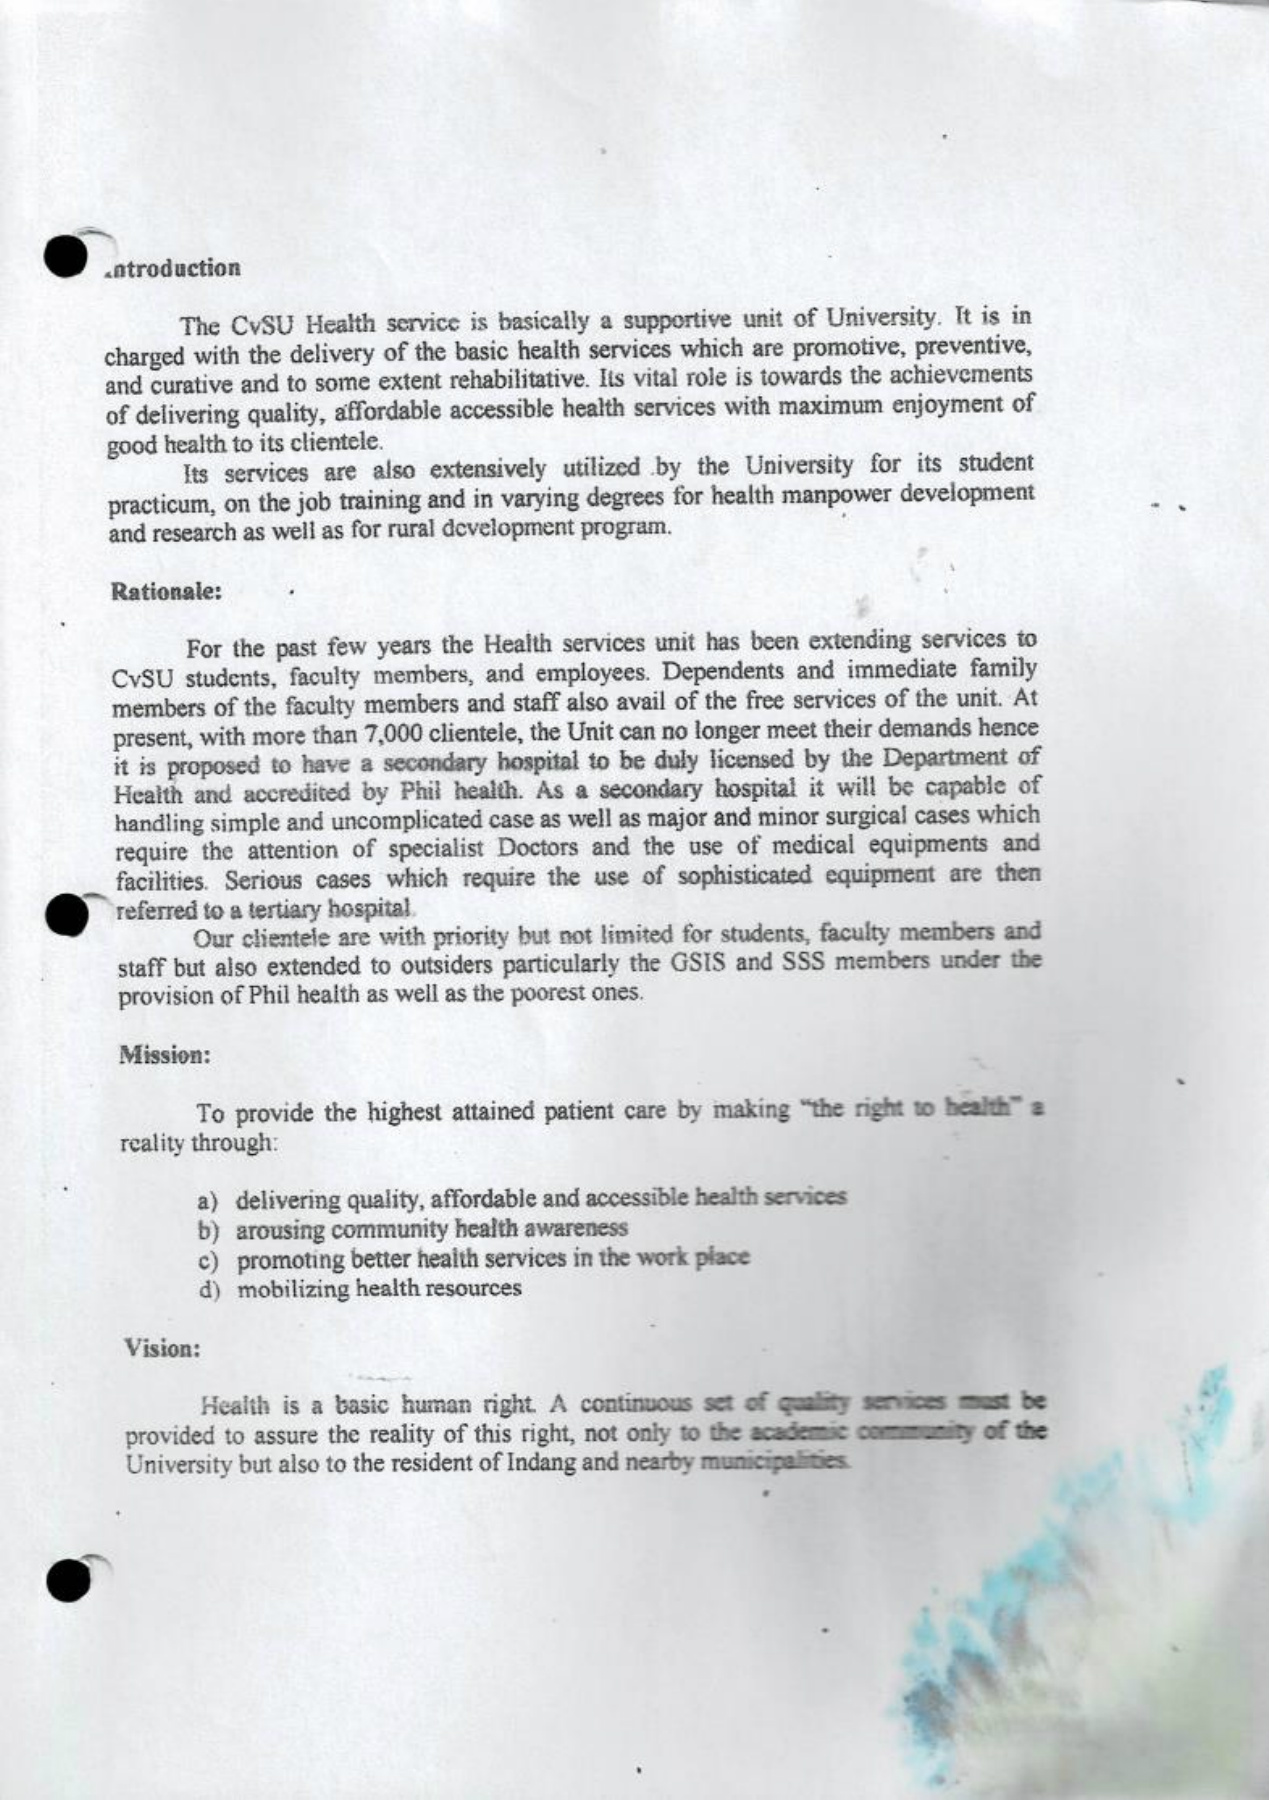 Introduction
The CvSU Health service is basically a supportive unit of University. It is in
charged with the delivery of the basic health services which are promotive, preventive,
and curative and to some extent rehabilitative. Its vital role is towards the achievements
of delivering quality, affordable accessible health services with maximum enjoyment of
good health to its clientele.
Its services are also extensively utilized by the University for its student
practicum, on the job training and in varying degrees for health manpower development
and research as well as for rural development program.
Rationale:
For the past few years the Health services unit has been extending services to
CvSU students, faculty members, and employees. Dependents and immediate family
members of the faculty members and staff also avail of the free services of the unit. At
present, with more than 7,000 clientele, the Unit can no longer meet their demands hence
it is proposed to have a secondary hospital to be duly licensed by the Department of
Health and accredited by Phil health. As a secondary hospital it will be capable of
handling simple and uncomplicated case as well as major and minor surgical cases which
require the attention of specialist Doctors and the use of medical equipments and
facilities. Serious cases which require the use of sophisticated equipment are then
referred to a tertiary hospital.
Our clientele are with priority but not limited for students, faculty members and
staff but also extended to outsiders particularly the GSIS and SSS members under the
provision of Phil health as well as the poorest ones.
Mission:
To provide the highest attained patient care by making “the right to health” a
reality through:
a) delivering quality, affordable and accessible health services
b) arousing community health awareness
c) promoting better health services in the work place
d) mobilizing health resources
Vision:
Health is a basic human right. A continuous set of quality services must be
provided to assure the reality of this right, not only to the academic community of the
University but also to the resident of Indang and nearby municipalities.